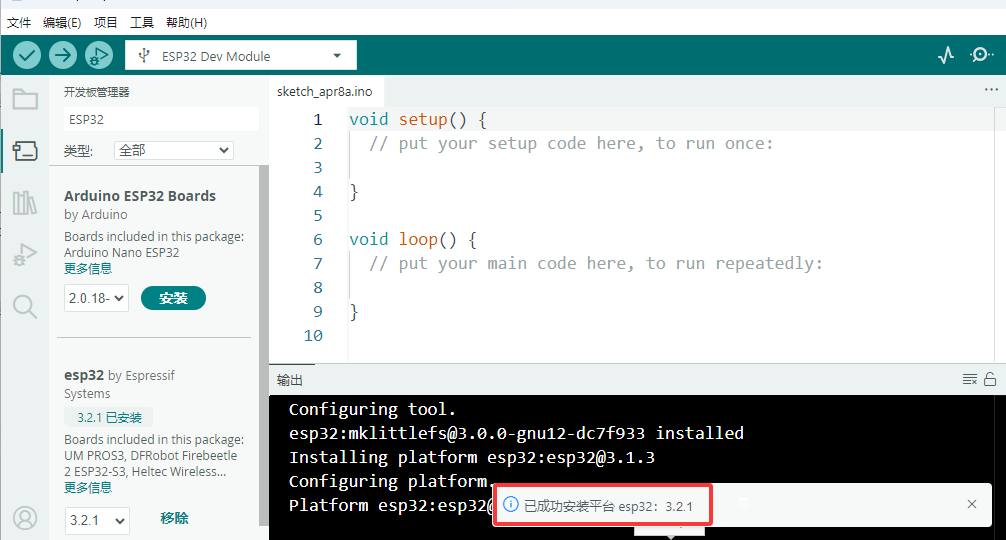 文件 编辑(E) 项目 工具 帮助(H)
ESP32 Dev Module
开发板管理器
ESP32
类型: 全部
Arduino ESP32 Boards
by Arduino
Boards included in this package:
Arduino Nano ESP32
更多信息
2.0.18- 安装
esp32 by Espressif
Systems
3.2.1 已安装
Boards included in this package:
UM PROS3, DFRobot Firebeetle
2 ESP32-S3, Heltec Wireless...
更多信息
3.2.1 移除
sketch_apr8a.ino
1 void setup() {
2 // put your setup code here, to run once:
3
4 }
5
6 void loop() {
7 // put your main code here, to run repeatedly:
8
9 }
10
输出
Configuring tool.
esp32:mklittlefs@3.0.0-gnu12-dc7f933 installed
Installing platform esp32:esp32@3.1.3
Configuring platform.
Platform esp32:esp32@
已成功安装平台 esp32：3.2.1